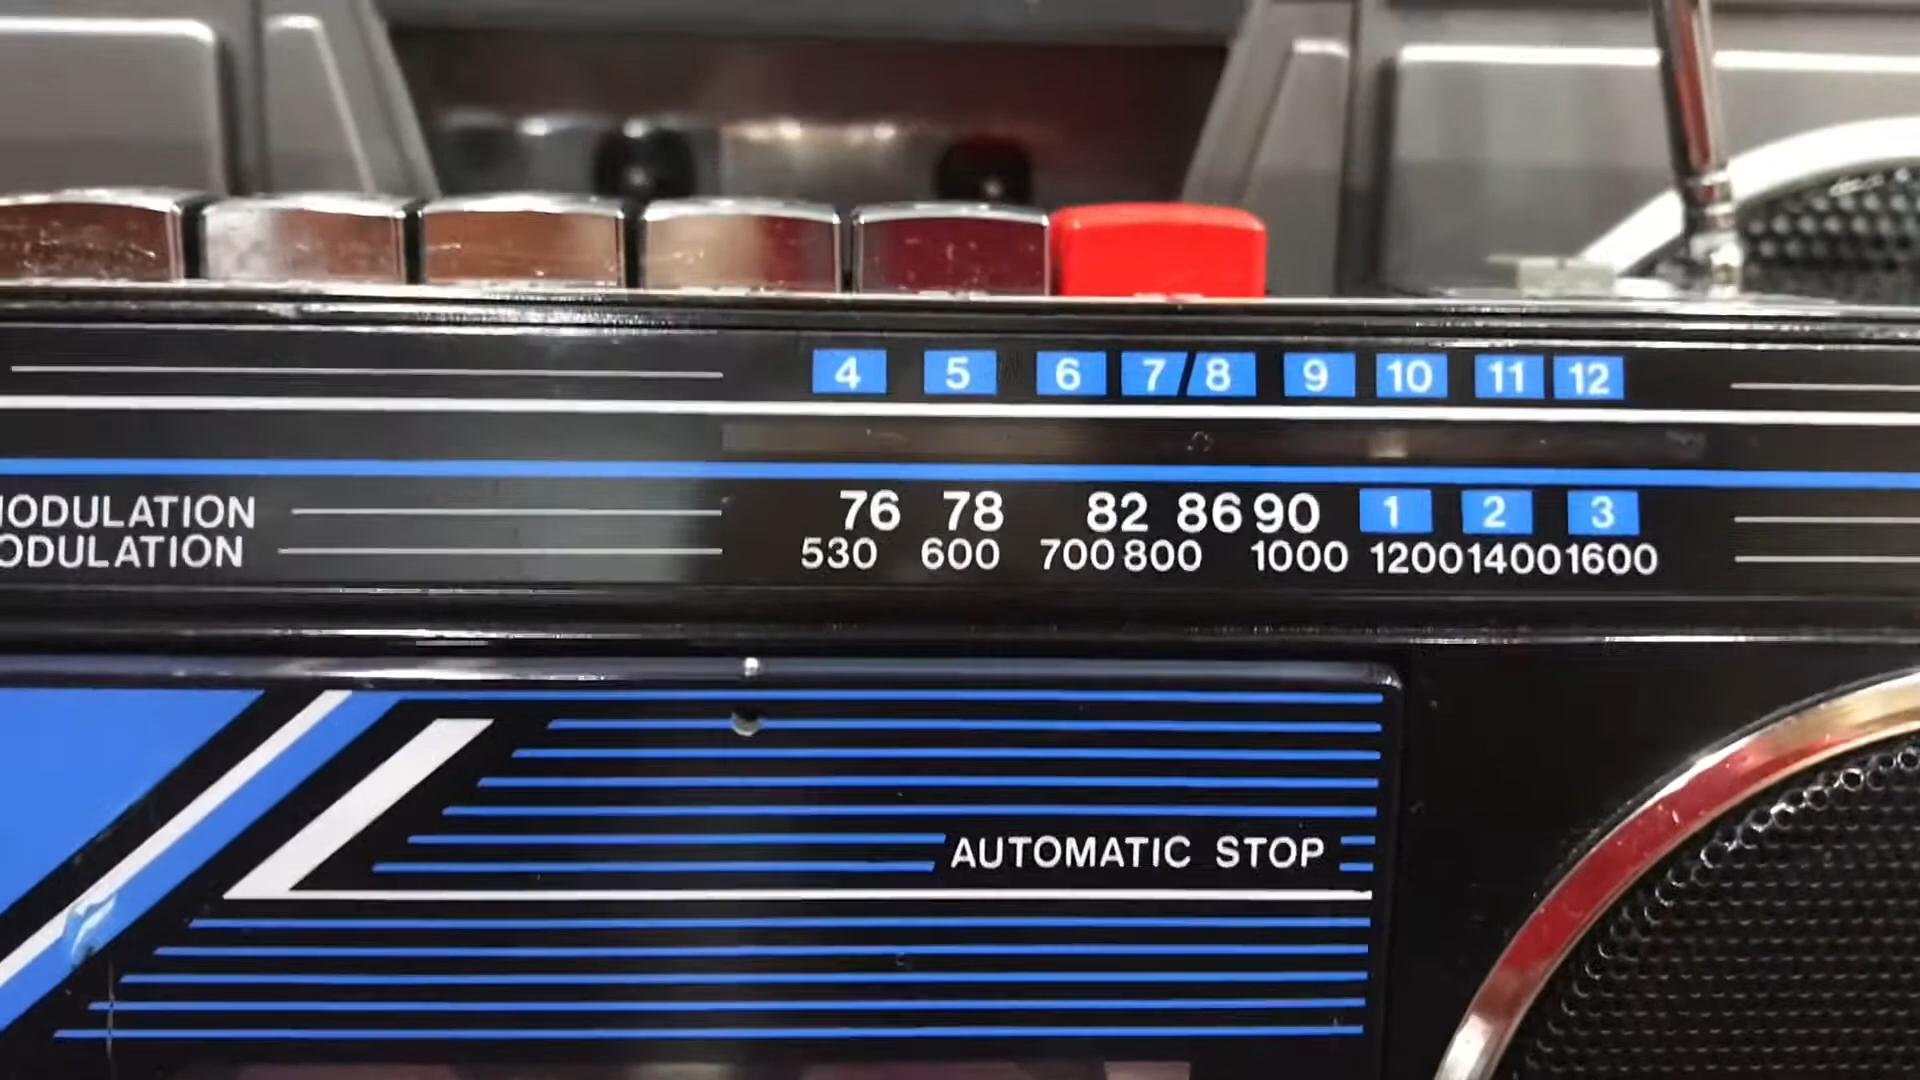 4 5 6 7/8 9 10 11 12
MODULATION 76 78 82 86 90 1 2 3
ODULATION 530 600 700 800 1000 1200 1400 1600
AUTOMATIC STOP